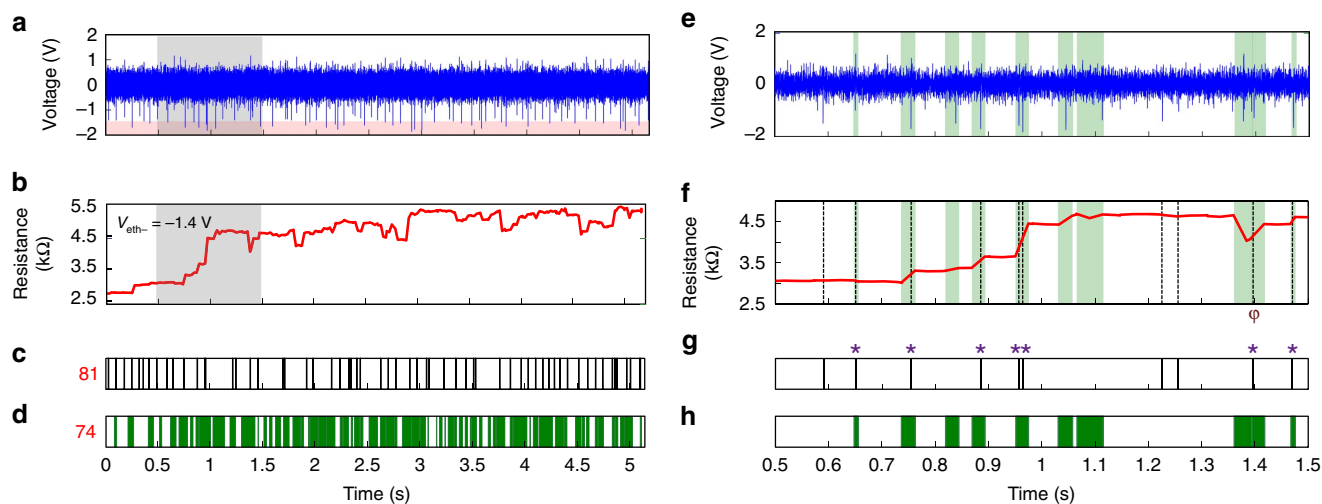 a
Voltage (V)
2
1
0
−1
−2
b
Resistance
(kΩ)
5.5
3.5
2.5
V_eth− = −1.4 V
c
81
d
74
0
0.5
1
1.5
2
2.5
3
3.5
4
4.5
5
Time (s)
e
Voltage (V)
2
0
−2
f
Resistance
(kΩ)
4.5
3.5
2.5
φ
g
* * * ** * *
h
0.5
0.6
0.7
0.8
0.9
1
1.1
1.2
1.3
1.4
1.5
Time (s)